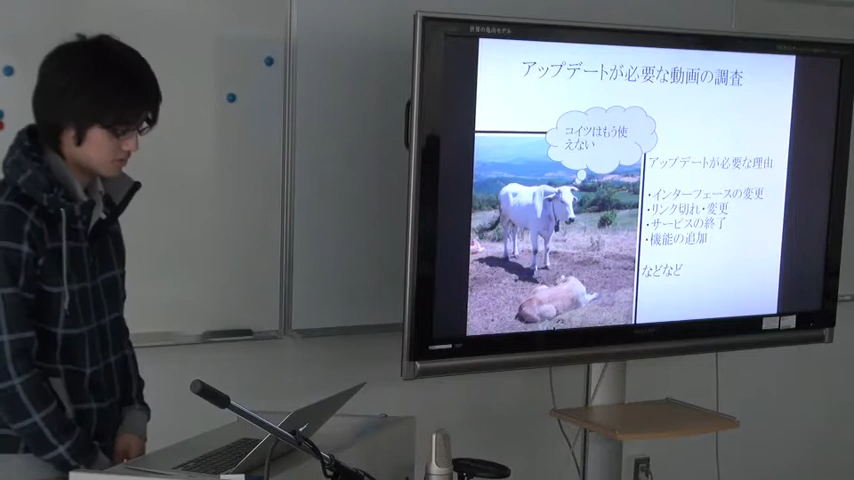 アップデートが必要な動画の調査
コイツはもう使
えない
アップデートが必要な理由
・インターフェースの変更
・リンク切れ・変更
・サービスの終了
・機能の追加
などなど